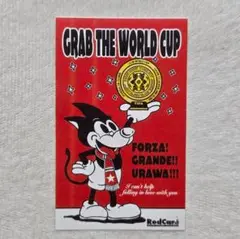 GRAB THE WORLD CUP
FORZA!
GRANDE!!
URAWA!!!
I can't help
falling in love with you.
RedCard